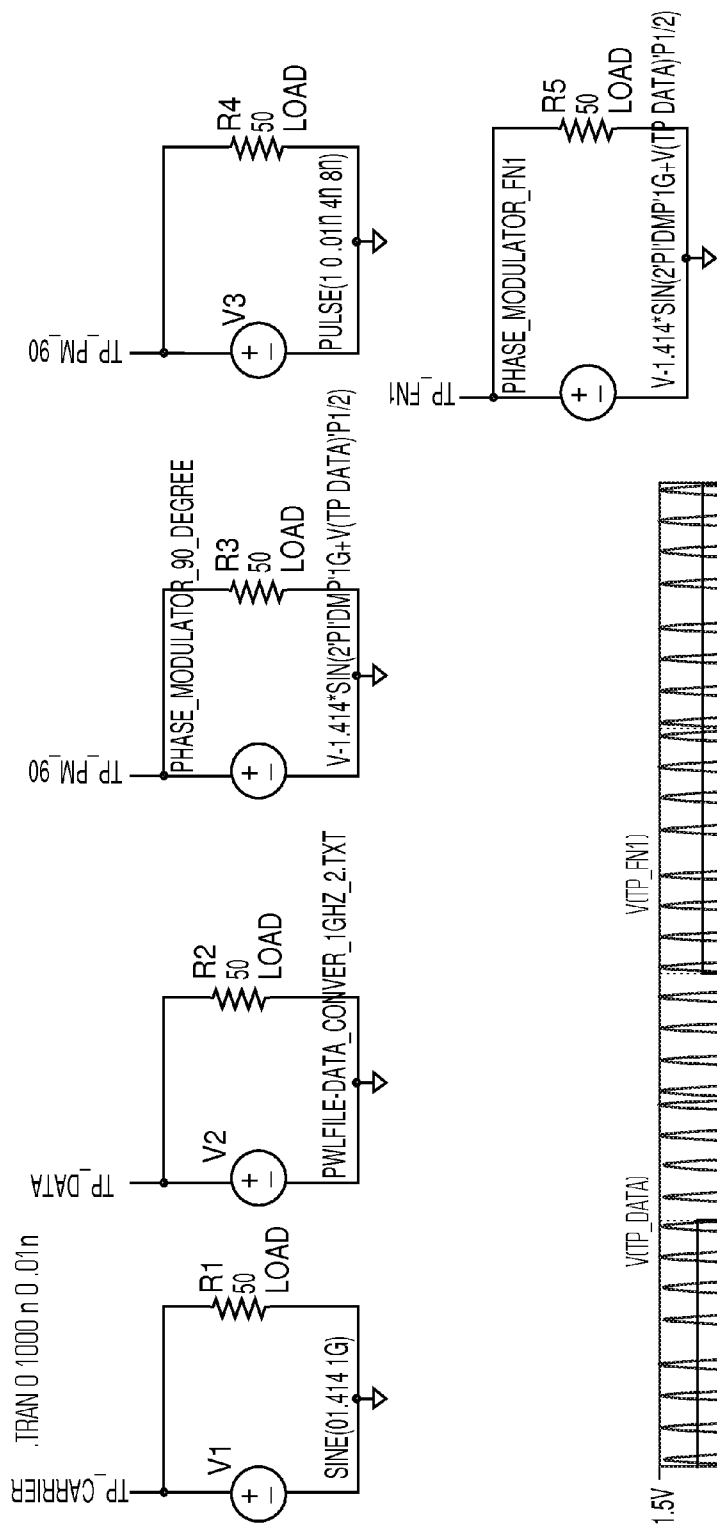 .TRAN 0 1000 n 0 .01n
TP_CARRIER
V1
R1
50
LOAD
SINE(01.414 1G)
TP_DATA
V2
R2
50
LOAD
PWLFILE-DATA_CONVER_1GHZ_2.TXT
TP_PM_90
PHASE_MODULATOR_90_DEGREE
R3
50
LOAD
V-1.414*SIN(2'PI'DMP'1G+V(TP DATA)'P1/2)
TP_PM_90
V3
R4
50
LOAD
PULSE(1 0 .01n 4n 8n)
TP_FN1
PHASE_MODULATOR_FN1
R5
50
LOAD
V-1.414*SIN(2'PI'DMP'1G+V(TP DATA)'P1/2)
1.5V
V(TP_DATA)
V(TP_FN1)